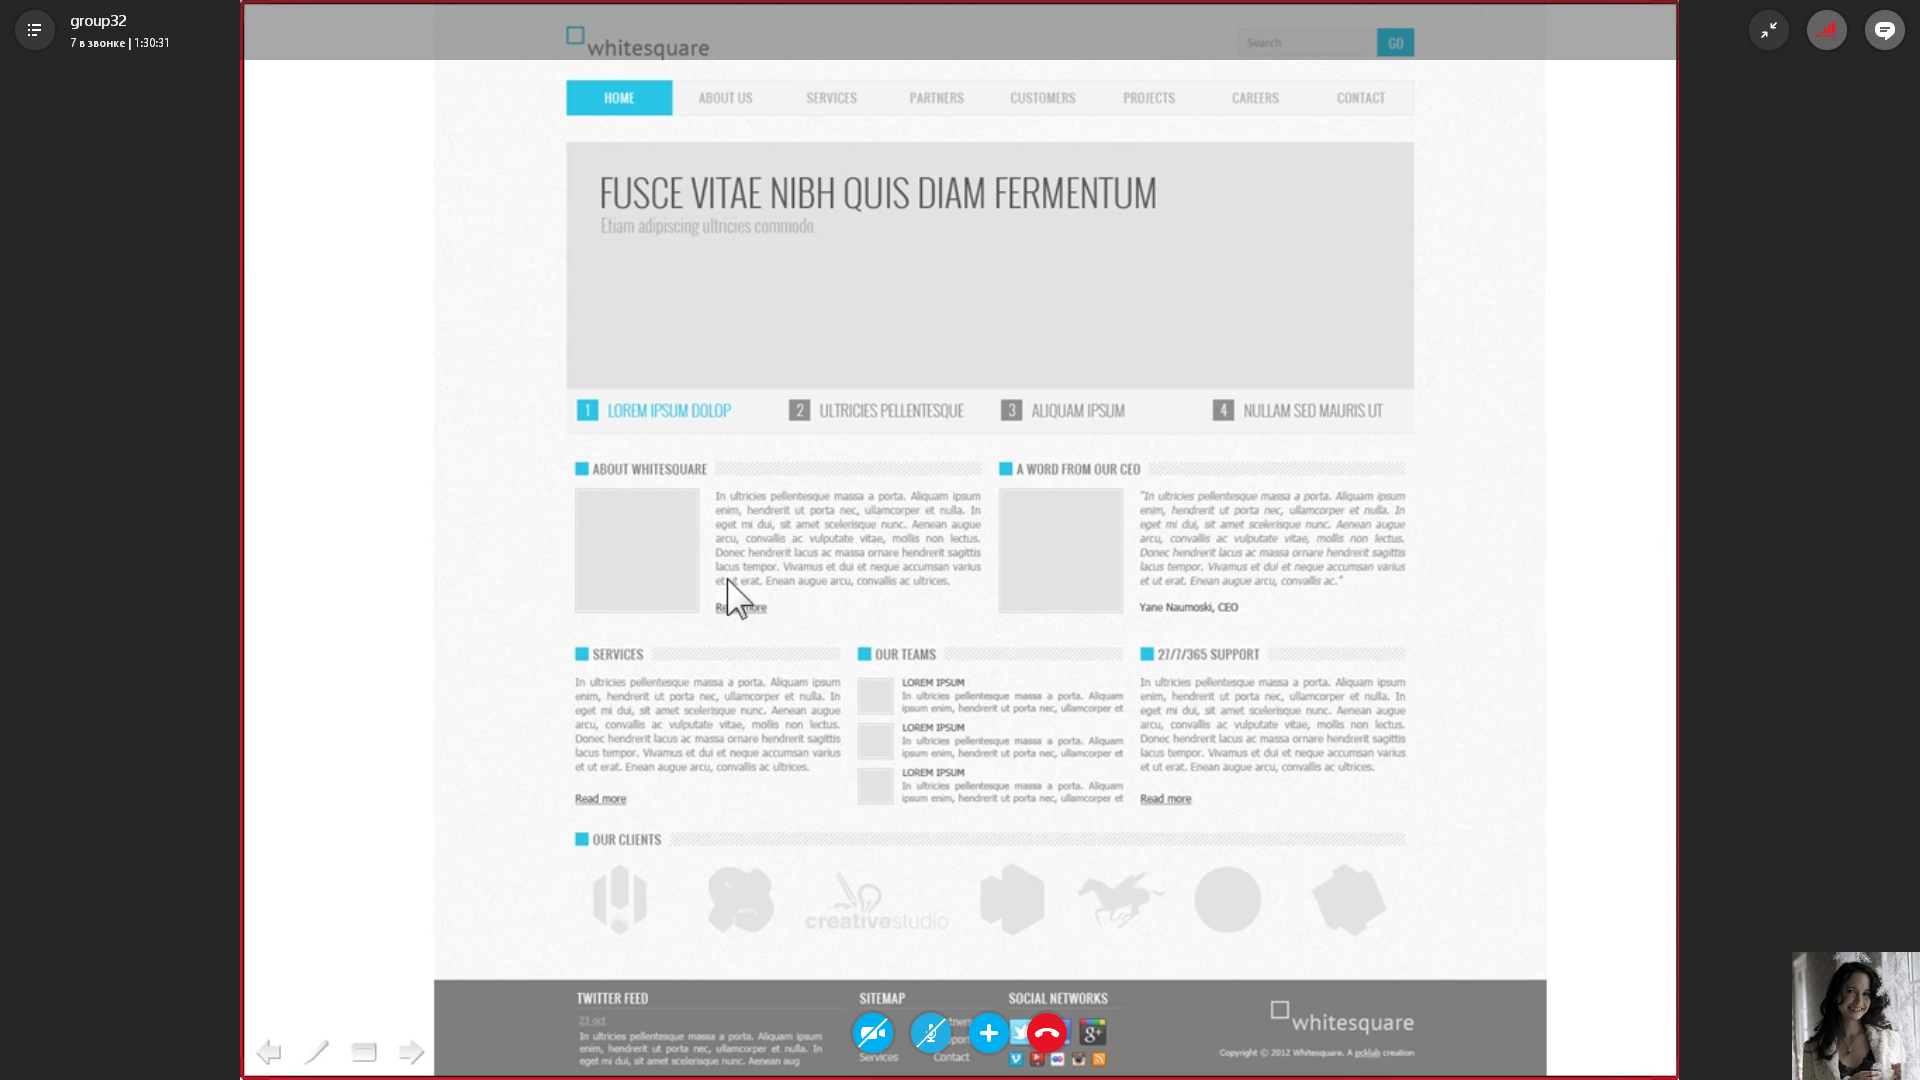 group32
7 в звонке | 1:30:31
whitesquare
Search
GO
HOME
ABOUT US
SERVICES
PARTNERS
CUSTOMERS
PROJECTS
CAREERS
CONTACT
FUSCE VITAE NIBH QUIS DIAM FERMENTUM
Etiam adipiscing ultricies commodo.
1 LOREM IPSUM DOLOP
2 ULTRICIES PELLENTESQUE
3 ALIQUAM IPSUM
4 NULLAM SED MAURIS UT
ABOUT WHITESQUARE
In ultricies pellentesque massa a porta. Aliquam ipsum
enim, hendrerit ut porta nec, ullamcorper et nulla. In
eget mi dui, sit amet scelerisque nunc. Aenean augue
arcu, convallis ac vulputate vitae, mollis non lectus.
Donec hendrerit lacus ac massa ornare hendrerit sagittis
lacus tempor. Vivamus et dui et neque accumsan varius
et ut erat. Enean augue arcu, convallis ac ultrices.
Read more
A WORD FROM OUR CEO
"In ultricies pellentesque massa a porta. Aliquam ipsum
enim, hendrerit ut porta nec, ullamcorper et nulla. In
eget mi dui, sit amet scelerisque nunc. Aenean augue
arcu, convallis ac vulputate vitae, mollis non lectus.
Donec hendrerit lacus ac massa ornare hendrerit sagittis
lacus tempor. Vivamus et dui et neque accumsan varius
et ut erat. Enean augue arcu, convallis ac."
Yane Naumoski, CEO
SERVICES
In ultricies pellentesque massa a porta. Aliquam ipsum
enim, hendrerit ut porta nec, ullamcorper et nulla. In
eget mi dui, sit amet scelerisque nunc. Aenean augue
arcu, convallis ac vulputate vitae, mollis non lectus.
Donec hendrerit lacus ac massa ornare hendrerit sagittis
lacus tempor. Vivamus et dui et neque accumsan varius
et ut erat. Enean augue arcu, convallis ac ultrices.
Read more
OUR TEAMS
LOREM IPSUM
In ultricies pellentesque massa a porta. Aliquam
ipsum enim, hendrerit ut porta nec, ullamcorper et
LOREM IPSUM
In ultricies pellentesque massa a porta. Aliquam
ipsum enim, hendrerit ut porta nec, ullamcorper et
LOREM IPSUM
In ultricies pellentesque massa a porta. Aliquam
ipsum enim, hendrerit ut porta nec, ullamcorper et
27/7/365 SUPPORT
In ultricies pellentesque massa a porta. Aliquam ipsum
enim, hendrerit ut porta nec, ullamcorper et nulla. In
eget mi dui, sit amet scelerisque nunc. Aenean augue
arcu, convallis ac vulputate vitae, mollis non lectus.
Donec hendrerit lacus ac massa ornare hendrerit sagittis
lacus tempor. Vivamus et dui et neque accumsan varius
et ut erat. Enean augue arcu, convallis ac ultrices.
Read more
OUR CLIENTS
creativestudio
TWITTER FEED
23 oct
In ultricies pellentesque massa a porta. Aliquam ipsum
enim, hendrerit ut porta nec, ullamcorper et nulla. In
eget mi dui, sit amet scelerisque nunc. Aenean aug
SITEMAP
Services
Contact
SOCIAL NETWORKS
g+
whitesquare
Copyright © 2012 Whitesquare. A pcklab creation